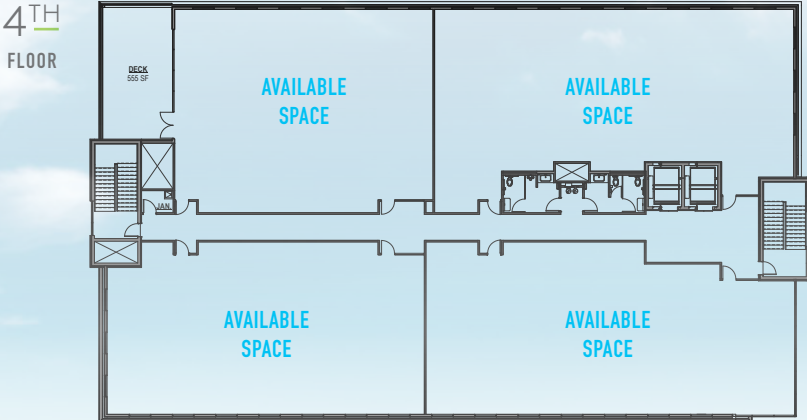 4TH
FLOOR
DECK
555 SF
AVAILABLE
SPACE
AVAILABLE
SPACE
JAN.
AVAILABLE
SPACE
AVAILABLE
SPACE